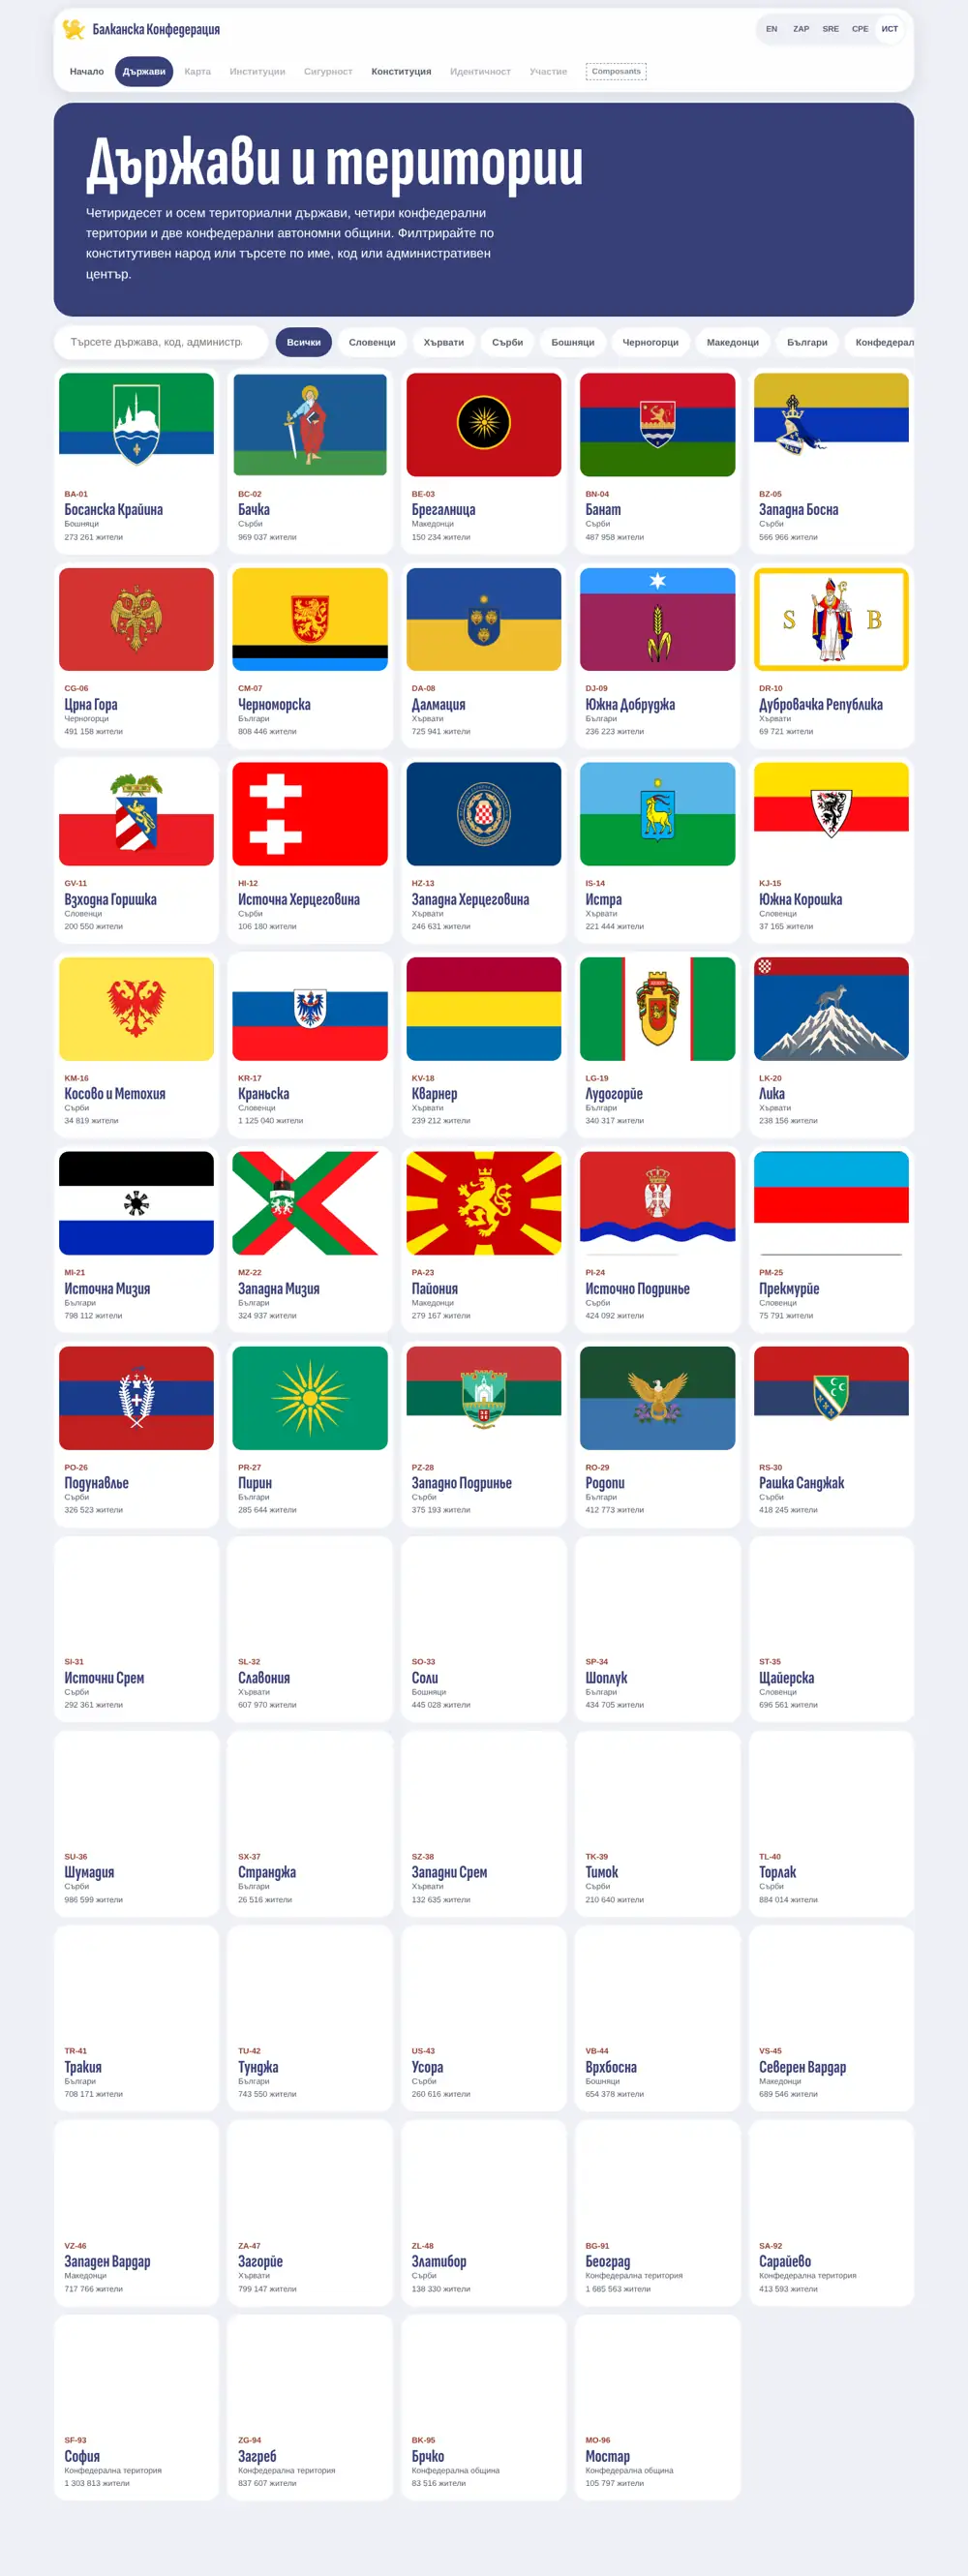 Балканска Конфедерация
EN ZAP SRE CPE ИСТ
Начало Държави Карта Институции Сигурност Конституция Идентичност Участие Composants
Държави и територии
Четиридесет и осем териториални държави, четири конфедерални
територии и две конфедерални автономни общини. Филтрирайте по
конститутивен народ или търсете по име, код или административен
център.
Търсете държава, код, администр
Всички Словенци Хървати Сърби Бошняци Черногорци Македонци Българи Конфедерал
BA-01
Босанска Крайина
Бошняци
273 261 жители
BC-02
Бачка
Сърби
969 037 жители
BE-03
Брегалница
Македонци
150 234 жители
BN-04
Банат
Сърби
487 958 жители
BZ-05
Западна Босна
Сърби
566 966 жители
CG-06
Црна Гора
Черногорци
491 158 жители
CM-07
Черноморска
Българи
808 446 жители
DA-08
Далмация
Хървати
725 941 жители
DJ-09
Южна Добруджа
Българи
236 223 жители
S B
DR-10
Дубровачка Република
Хървати
69 721 жители
GV-11
Взходна Горишка
Словенци
200 550 жители
HI-12
Източна Херцеговина
Сърби
106 180 жители
HZ-13
Западна Херцеговина
Хървати
246 631 жители
IS-14
Истра
Хървати
221 444 жители
KJ-15
Южна Корошка
Словенци
37 165 жители
KM-16
Косово и Метохия
Сърби
34 819 жители
KR-17
Краньска
Словенци
1 125 040 жители
KV-18
Кварнер
Хървати
239 212 жители
LG-19
Лудогорйе
Българи
340 317 жители
LK-20
Лика
Хървати
238 156 жители
MI-21
Източна Мизия
Българи
798 112 жители
MZ-22
Западна Мизия
Българи
324 937 жители
PA-23
Пайония
Македонци
279 167 жители
PI-24
Източно Подринье
Сърби
424 092 жители
PM-25
Прекмурйе
Словенци
75 791 жители
PO-26
Подунавлье
Сърби
326 523 жители
PR-27
Пирин
Българи
285 644 жители
PZ-28
Западно Подринье
Сърби
375 193 жители
RO-29
Родопи
Българи
412 773 жители
RS-30
Рашка Санджак
Сърби
418 245 жители
SI-31
Источни Срем
Сърби
292 361 жители
SL-32
Славония
Хървати
607 970 жители
SO-33
Соли
Бошняци
445 028 жители
SP-34
Шоплук
Българи
434 705 жители
ST-35
Щайерска
Словенци
696 561 жители
SU-36
Шумадия
Сърби
986 599 жители
SX-37
Странджа
Българи
26 516 жители
SZ-38
Западни Срем
Хървати
132 635 жители
TK-39
Тимок
Сърби
210 640 жители
TL-40
Торлак
Сърби
884 014 жители
TR-41
Тракия
Българи
708 171 жители
TU-42
Тунджа
Българи
743 550 жители
US-43
Усора
Сърби
260 616 жители
VB-44
Врхбосна
Бошняци
654 378 жители
VS-45
Северен Вардар
Македонци
689 546 жители
VZ-46
Западен Вардар
Македонци
717 766 жители
ZA-47
Загорйе
Хървати
799 147 жители
ZL-48
Златибор
Сърби
138 330 жители
BG-91
Београд
Конфедерална територия
1 685 563 жители
SA-92
Сарайево
Конфедерална територия
413 593 жители
SF-93
София
Конфедерална територия
1 303 813 жители
ZG-94
Загреб
Конфедерална територия
837 607 жители
BK-95
Брчко
Конфедерална община
83 516 жители
MO-96
Мостар
Конфедерална община
105 797 жители